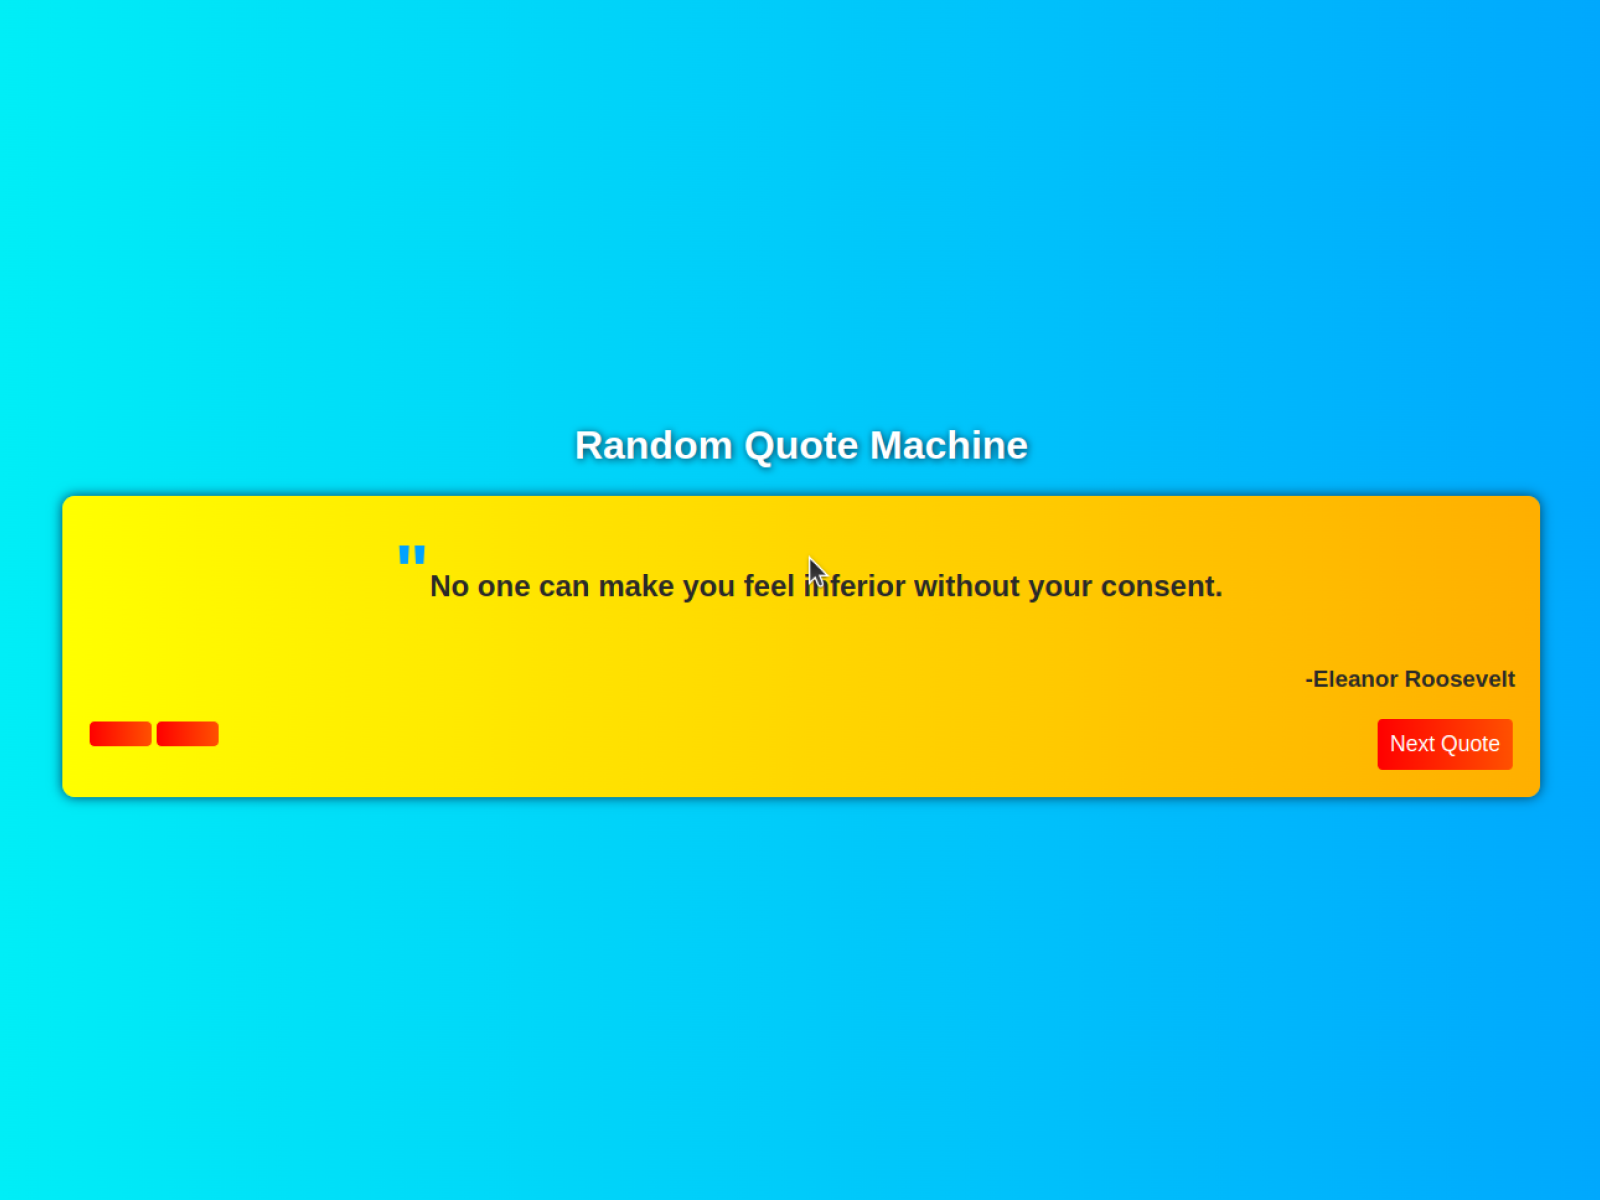 Random Quote Machine
"No one can make you feel inferior without your consent.
-Eleanor Roosevelt
Next Quote